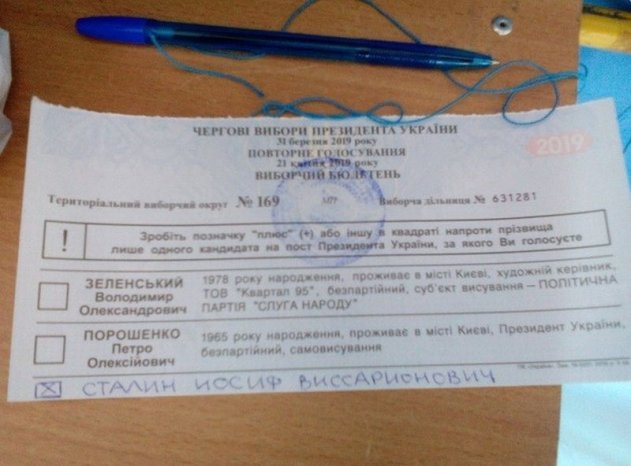 ЧЕРГОВІ ВИБОРИ ПРЕЗИДЕНТА УКРАЇНИ
31 березня 2019 року
ПОВТОРНЕ ГОЛОСУВАННЯ
21 квітня 2019 року
ВИБОРЧИЙ БЮЛЕТЕНЬ
2019
Територіальний виборчий округ № 169
Виборча дільниця № 631281
! Зробіть позначку "плюс" (+) або іншу в квадраті напроти прізвища
лише одного кандидата на пост Президента України, за якого Ви голосуєте
ЗЕЛЕНСЬКИЙ
Володимир
Олександрович
1978 року народження, проживає в місті Києві, художній керівник,
ТОВ "Квартал 95", безпартійний, суб'єкт висування – ПОЛІТИЧНА
ПАРТІЯ "СЛУГА НАРОДУ"
ПОРОШЕНКО
Петро
Олексійович
1965 року народження, проживає в місті Києві, Президент України,
безпартійний, самовисування
СТАЛИН ИОСИФ ВИССАРИОНОВИЧ